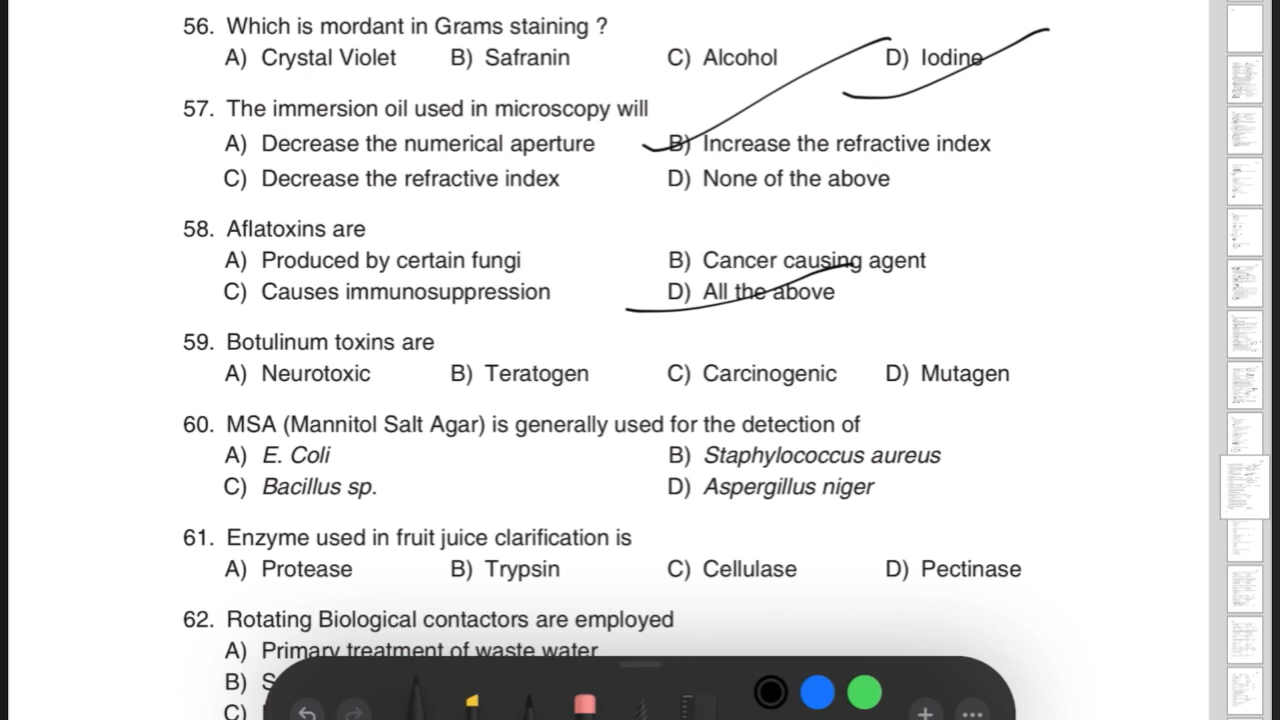 56. Which is mordant in Grams staining ?
A) Crystal Violet B) Safranin C) Alcohol D) Iodine
57. The immersion oil used in microscopy will
A) Decrease the numerical aperture B) Increase the refractive index
C) Decrease the refractive index D) None of the above
58. Aflatoxins are
A) Produced by certain fungi B) Cancer causing agent
C) Causes immunosuppression D) All the above
59. Botulinum toxins are
A) Neurotoxic B) Teratogen C) Carcinogenic D) Mutagen
60. MSA (Mannitol Salt Agar) is generally used for the detection of
A) E. Coli B) Staphylococcus aureus
C) Bacillus sp. D) Aspergillus niger
61. Enzyme used in fruit juice clarification is
A) Protease B) Trypsin C) Cellulase D) Pectinase
62. Rotating Biological contactors are employed
A) Primary treatment of waste water
B) S
C)